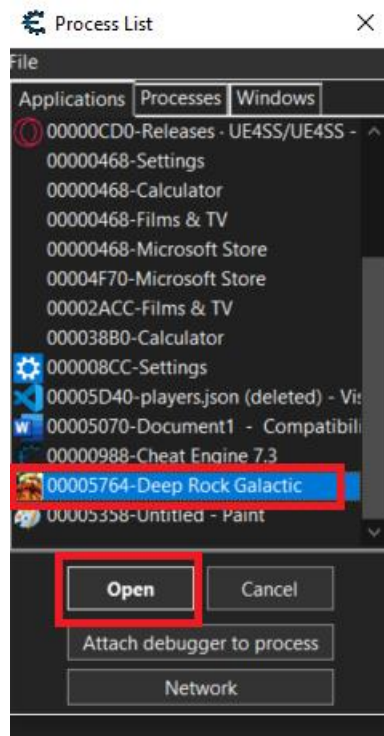 Process List
File
Applications Processes Windows
00000CD0-Releases · UE4SS/UE4SS -
00000468-Settings
00000468-Calculator
00000468-Films & TV
00000468-Microsoft Store
00004F70-Microsoft Store
00002ACC-Films & TV
000038B0-Calculator
000008CC-Settings
00005D40-players.json (deleted) - Vis
00005070-Document1 - Compatibili
00000988-Cheat Engine 7.3
00005764-Deep Rock Galactic
00005358-Untitled - Paint
Open Cancel
Attach debugger to process
Network